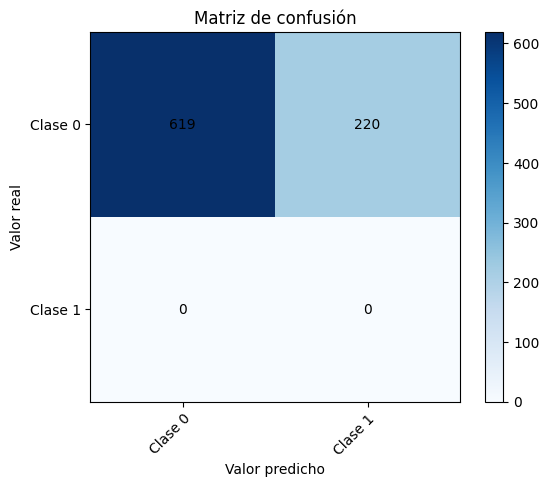 Matriz de confusión
Valor real
Clase 0
619
220
Clase 1
0
0
Clase 0
Clase 1
Valor predicho
600
500
400
300
200
100
0